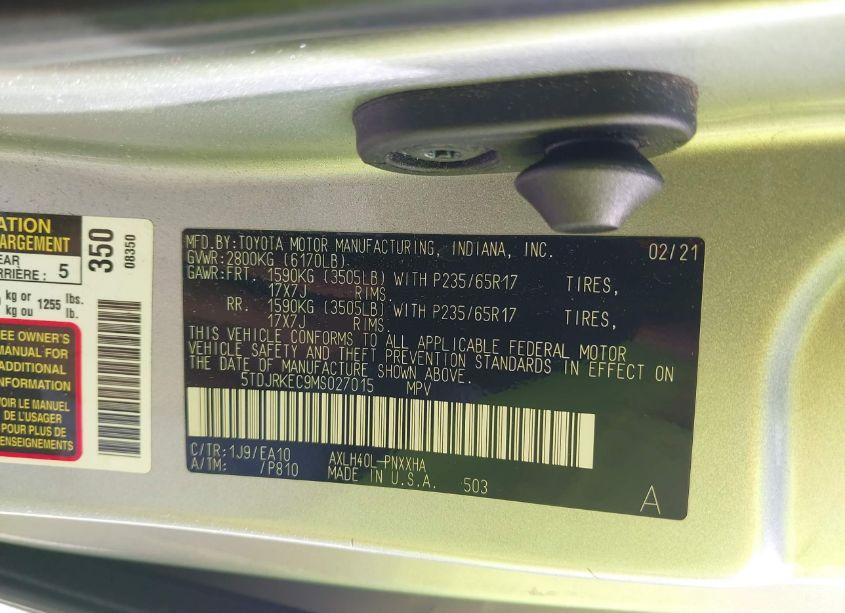 ATION
ARGEMENT
EAR
RRIÈRE: 5
kg or 1255 lbs.
kg ou lb.
EE OWNER'S
MANUAL FOR
ADDITIONAL
INFORMATION
VOIR LE MANUEL
DE L'USAGER
POUR PLUS DE
RENSEIGNEMENTS
350
08350
MFD.BY:TOYOTA MOTOR MANUFACTURING, INDIANA, INC. 02/21
GVWR:2800KG (6170LB)
GAWR:FRT. 1590KG (3505LB) WITH P235/65R17 TIRES,
17X7J RIMS.
RR. 1590KG (3505LB) WITH P235/65R17 TIRES,
17X7J RIMS.
THIS VEHICLE CONFORMS TO ALL APPLICABLE FEDERAL MOTOR
VEHICLE SAFETY AND THEFT PREVENTION STANDARDS IN EFFECT ON
THE DATE OF MANUFACTURE SHOWN ABOVE.
5TDJRKEC9MS027015 MPV
C/TR:1J9/EA10 AXLH40L-PNXXHA
A/TM: /P810 MADE IN U.S.A. 503
A